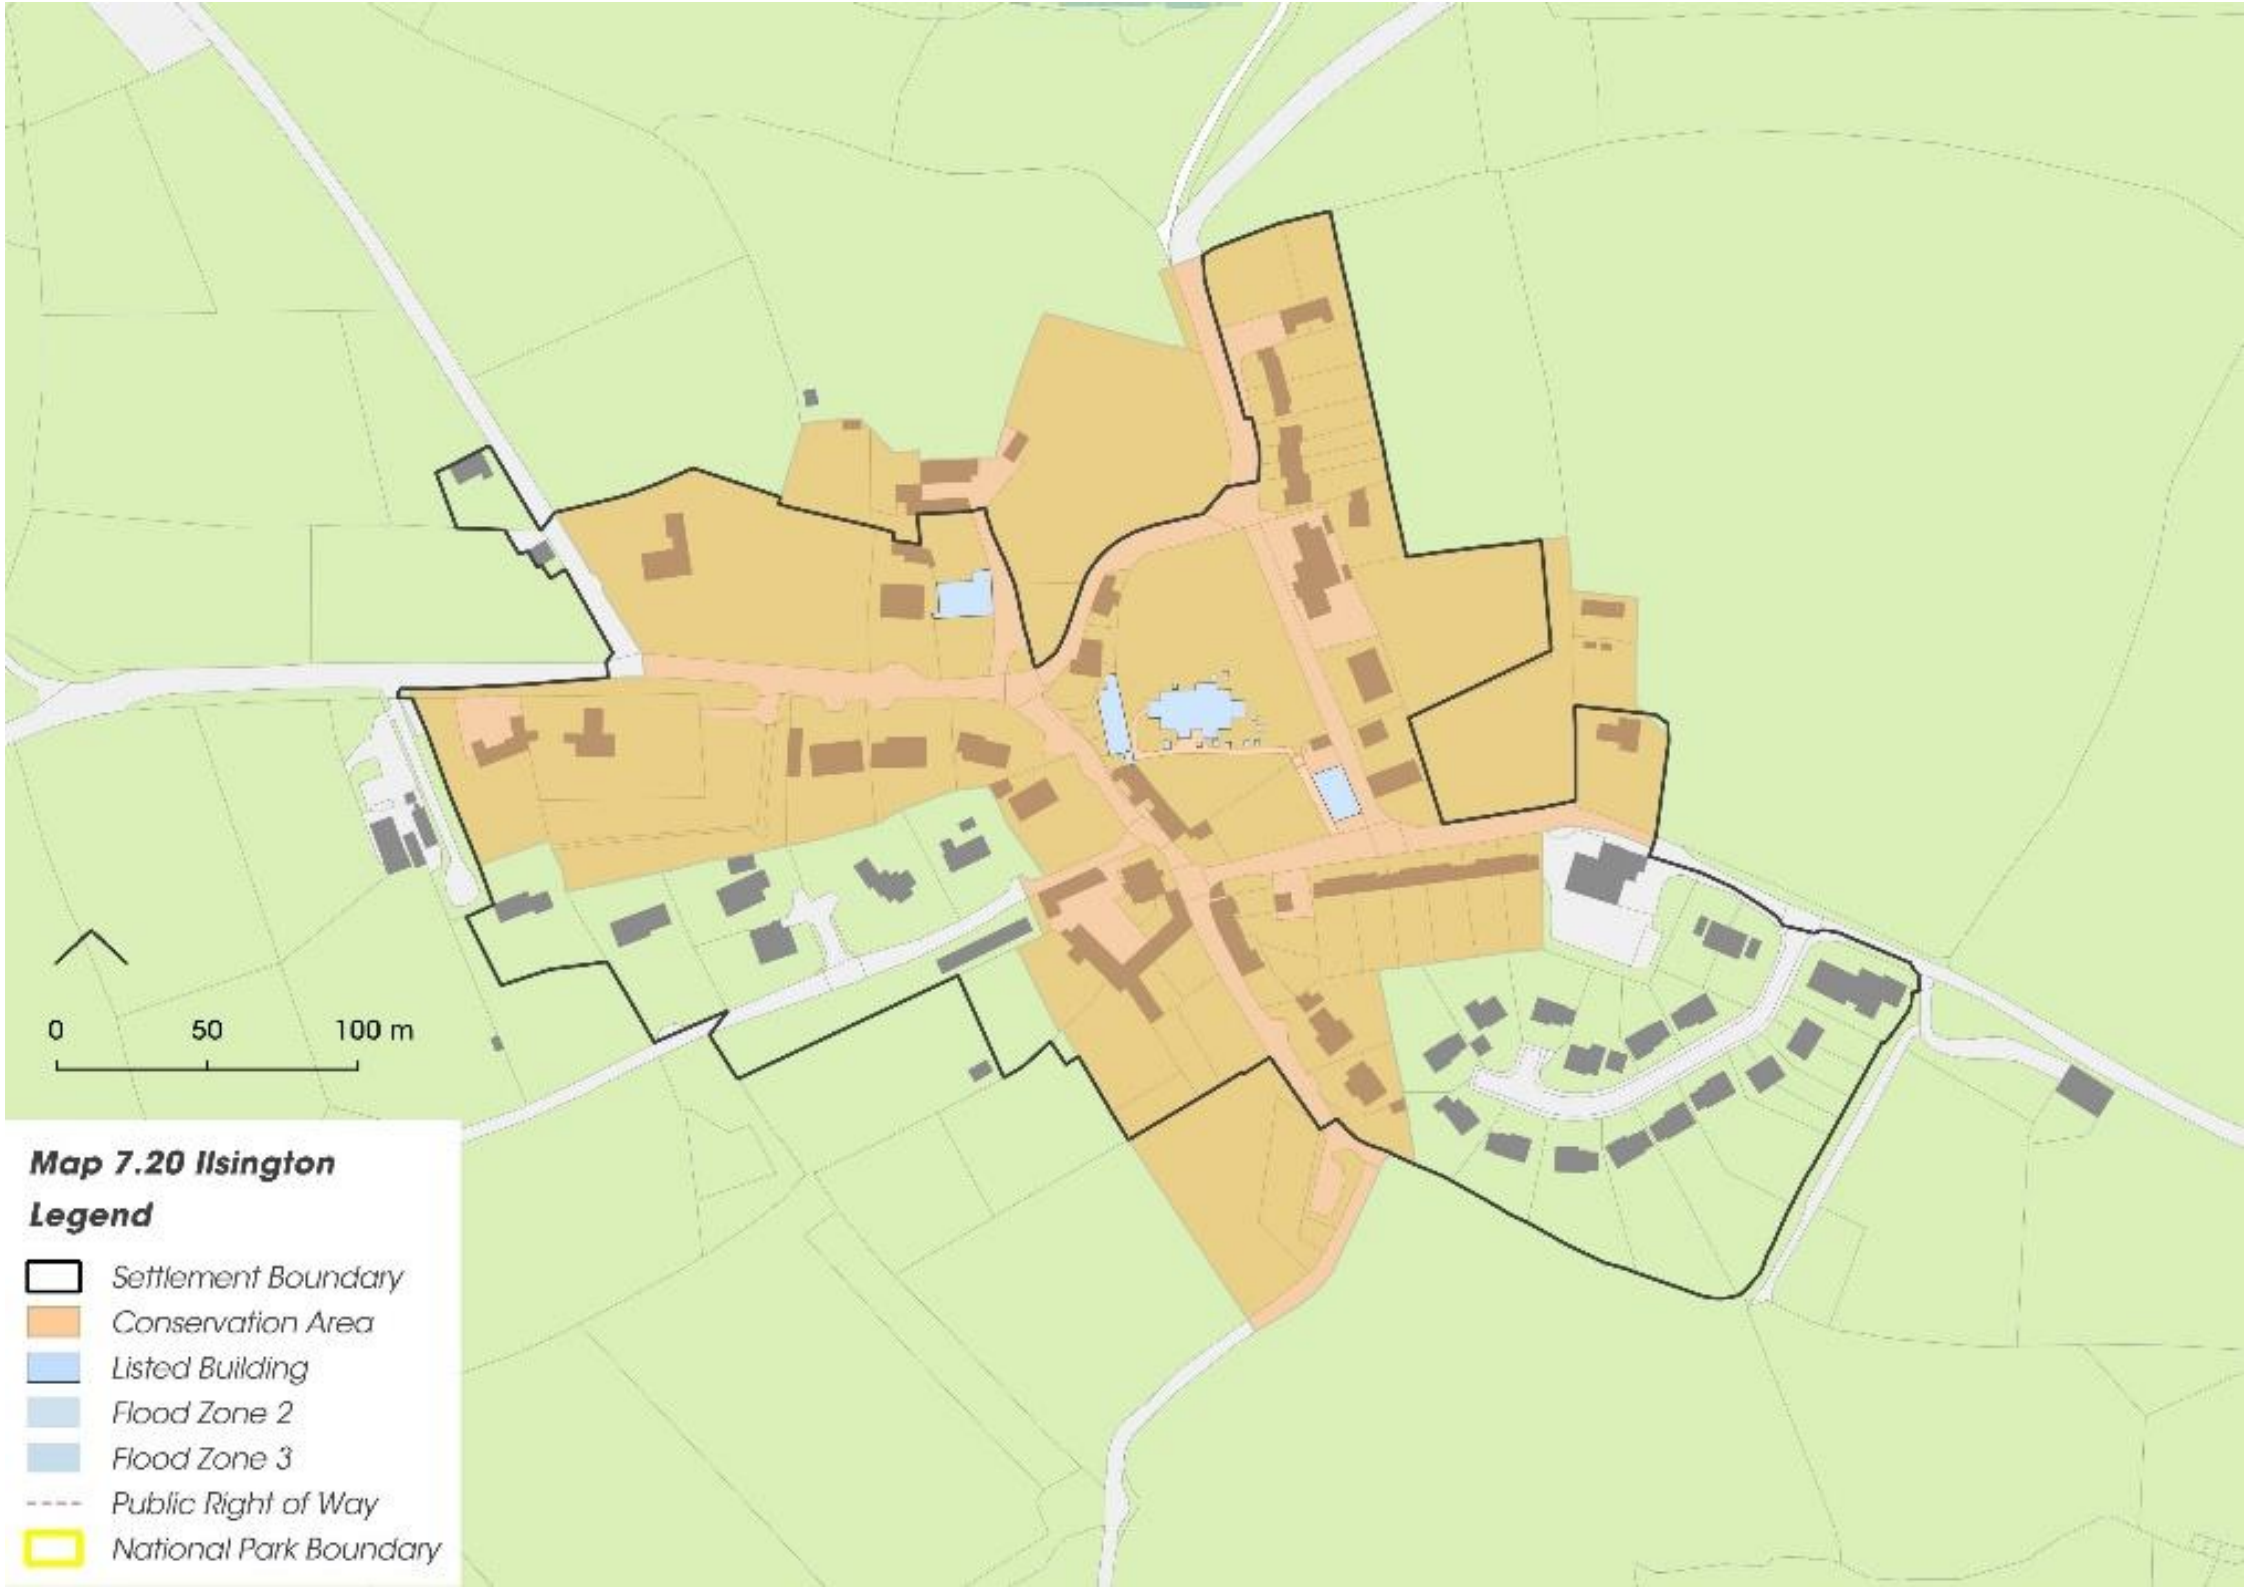 0 50 100 m
Map 7.20 Ilsington
Legend
Settlement Boundary
Conservation Area
Listed Building
Flood Zone 2
Flood Zone 3
Public Right of Way
National Park Boundary